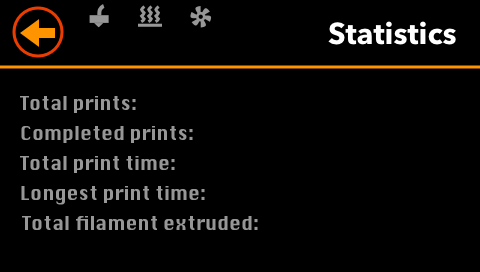 Statistics
Total prints:
Completed prints:
Total print time:
Longest print time:
Total filament extruded: